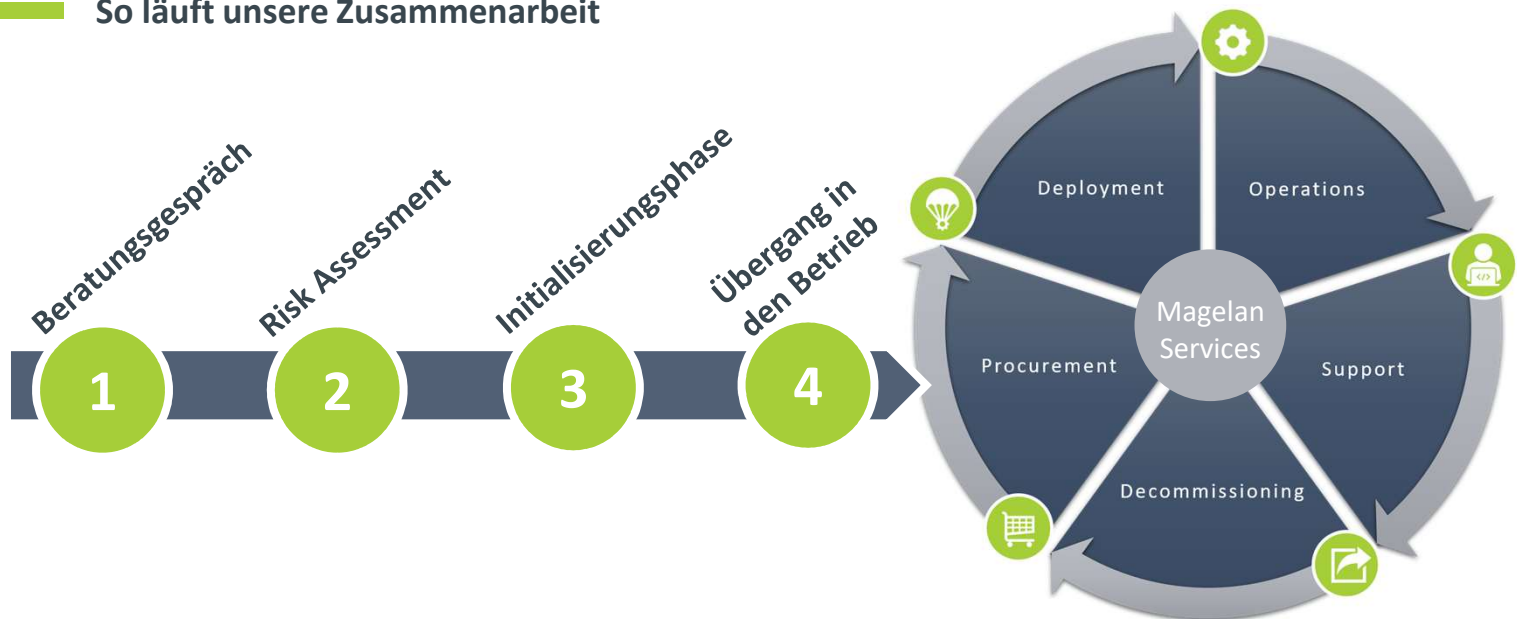 So läuft unsere Zusammenarbeit
Beratungsgespräch
Risk Assessment
Initialisierungsphase
Übergang in
den Betrieb
1
2
3
4
Deployment
Operations
Magelan
Services
Procurement
Support
Decommissioning